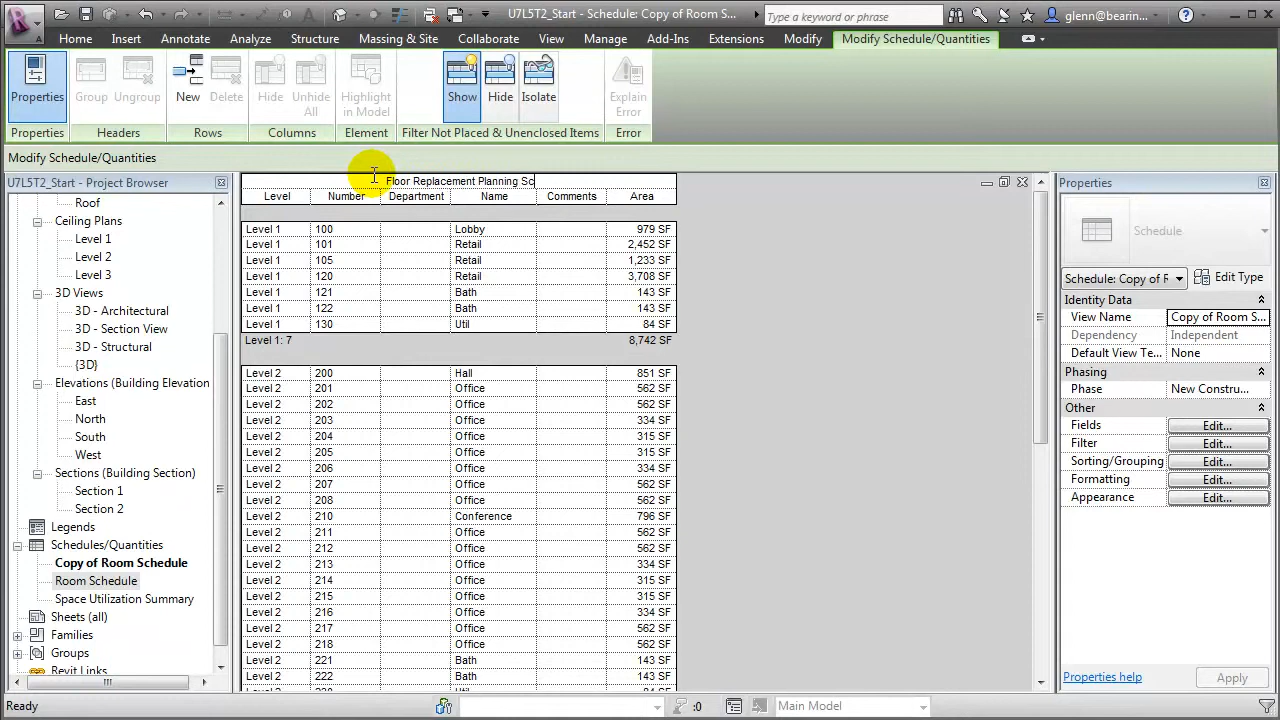 U7L5T2_Start - Schedule: Copy of Room S...
Type a keyword or phrase
glenn@bearin...
Home Insert Annotate Analyze Structure Massing & Site Collaborate View Manage Add-Ins Extensions Modify Modify Schedule/Quantities
Properties Group Ungroup New Delete Hide Unhide All Highlight in Model Show Hide Isolate Explain Error
Properties Headers Rows Columns Element Filter Not Placed & Unenclosed Items Error
Modify Schedule/Quantities
U7L5T2_Start - Project Browser
Roof
Ceiling Plans
Level 1
Level 2
Level 3
3D Views
3D - Architectural
3D - Section View
3D - Structural
{3D}
Elevations (Building Elevation
East
North
South
West
Sections (Building Section)
Section 1
Section 2
Legends
Schedules/Quantities
Copy of Room Schedule
Room Schedule
Space Utilization Summary
Sheets (all)
Families
Groups
Revit Links
Floor Replacement Planning Sc
Level Number Department Name Comments Area
Level 1 100 Lobby 979 SF
Level 1 101 Retail 2,452 SF
Level 1 105 Retail 1,233 SF
Level 1 120 Retail 3,708 SF
Level 1 121 Bath 143 SF
Level 1 122 Bath 143 SF
Level 1 130 Util 84 SF
Level 1: 7 8,742 SF
Level 2 200 Hall 851 SF
Level 2 201 Office 562 SF
Level 2 202 Office 562 SF
Level 2 203 Office 334 SF
Level 2 204 Office 315 SF
Level 2 205 Office 315 SF
Level 2 206 Office 334 SF
Level 2 207 Office 562 SF
Level 2 208 Office 562 SF
Level 2 210 Conference 796 SF
Level 2 211 Office 562 SF
Level 2 212 Office 562 SF
Level 2 213 Office 334 SF
Level 2 214 Office 315 SF
Level 2 215 Office 315 SF
Level 2 216 Office 334 SF
Level 2 217 Office 562 SF
Level 2 218 Office 562 SF
Level 2 221 Bath 143 SF
Level 2 222 Bath 143 SF
Properties
Schedule
Schedule: Copy of F Edit Type
Identity Data
View Name Copy of Room S...
Dependency Independent
Default View Te... None
Phasing
Phase New Constru...
Other
Fields Edit...
Filter Edit...
Sorting/Grouping Edit...
Formatting Edit...
Appearance Edit...
Properties help Apply
Ready :0 Main Model